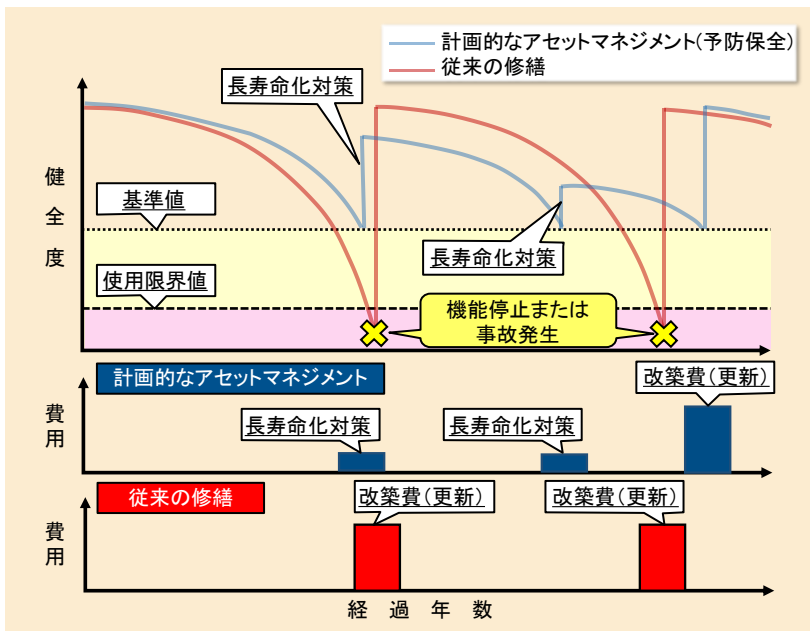 計画的なアセットマネジメント(予防保全)
従来の修繕
長寿命化対策
健全度
基準値
長寿命化対策
使用限界値
機能停止または
事故発生
計画的なアセットマネジメント
改築費(更新)
費用
長寿命化対策
長寿命化対策
従来の修繕
改築費(更新)
改築費(更新)
費用
経過年数